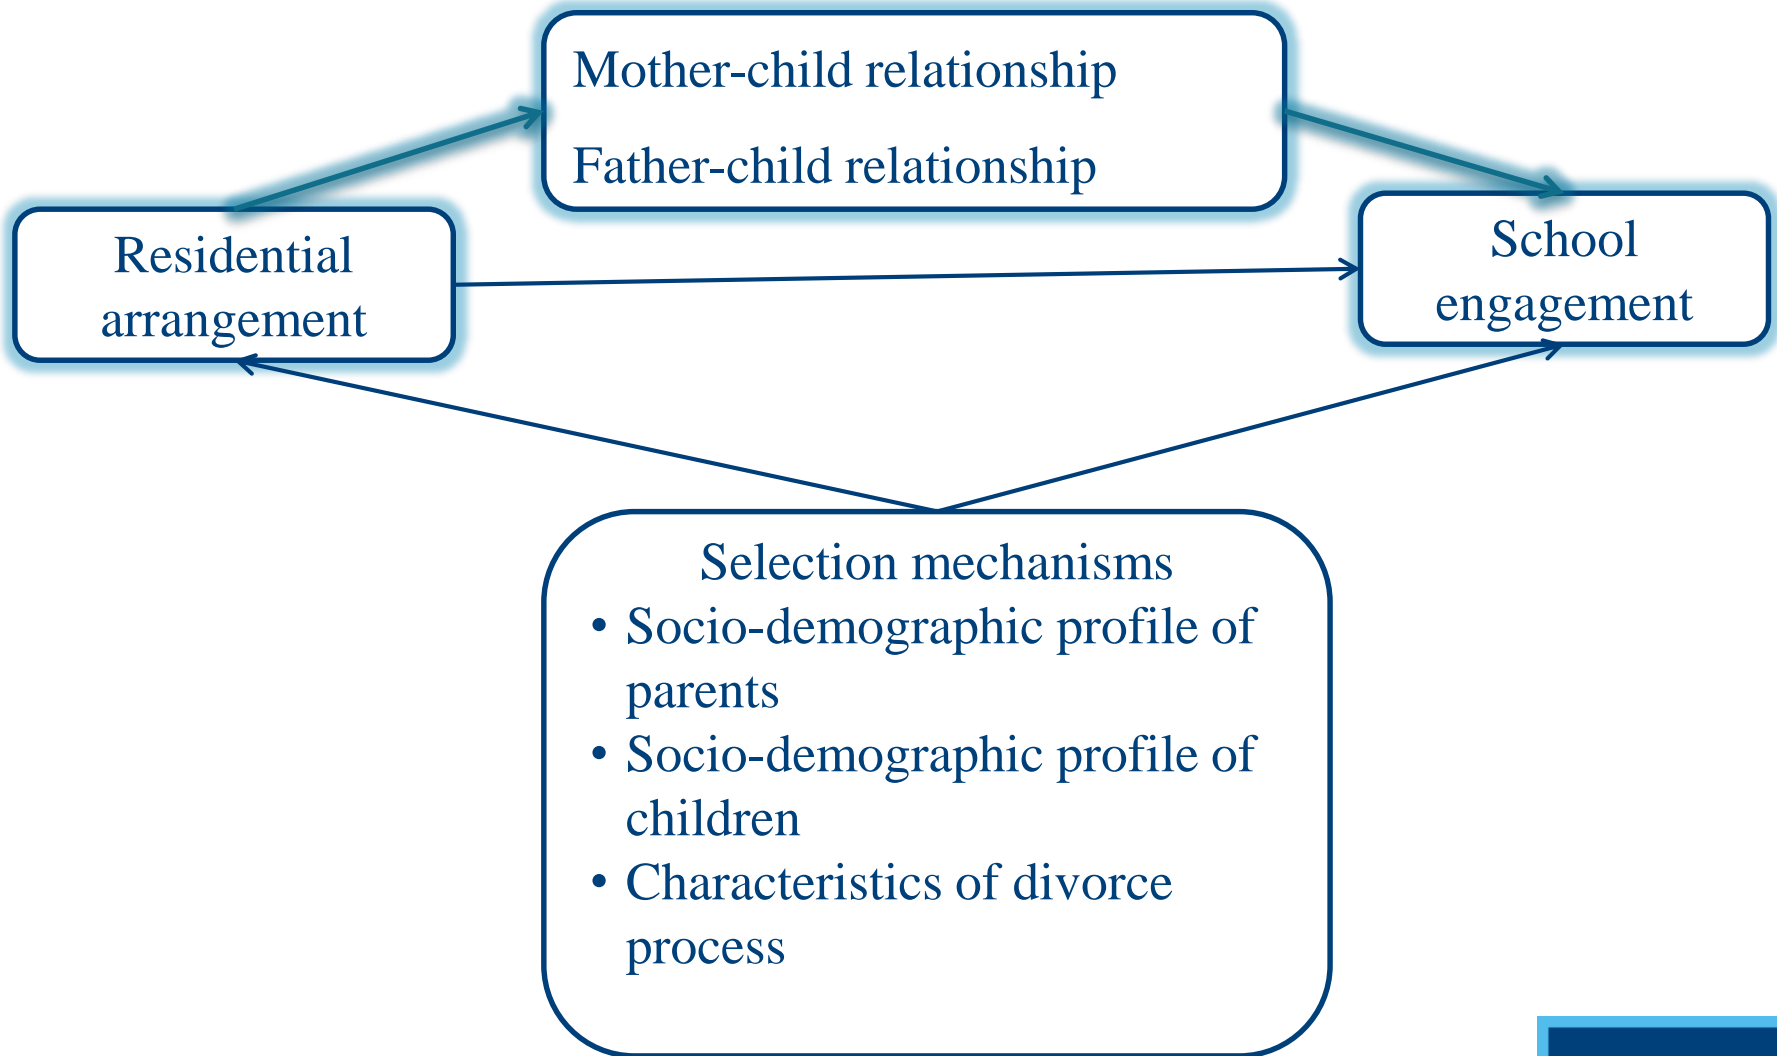 Mother-child relationship
Father-child relationship
Residential
arrangement
School
engagement
Selection mechanisms
• Socio-demographic profile of
parents
• Socio-demographic profile of
children
• Characteristics of divorce
process